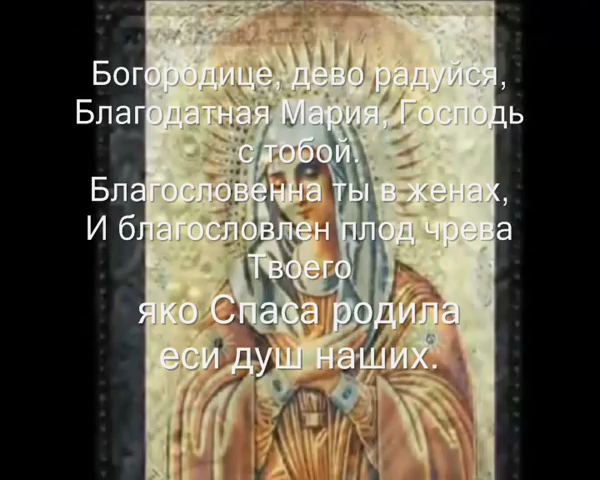 Богородице, дево радуйся,
Благодатная Мария, Господь
с тобой.
Благословенна ты в женах,
И благословлен плод чрева
Твоего
яко Спаса родила
еси душ наших.